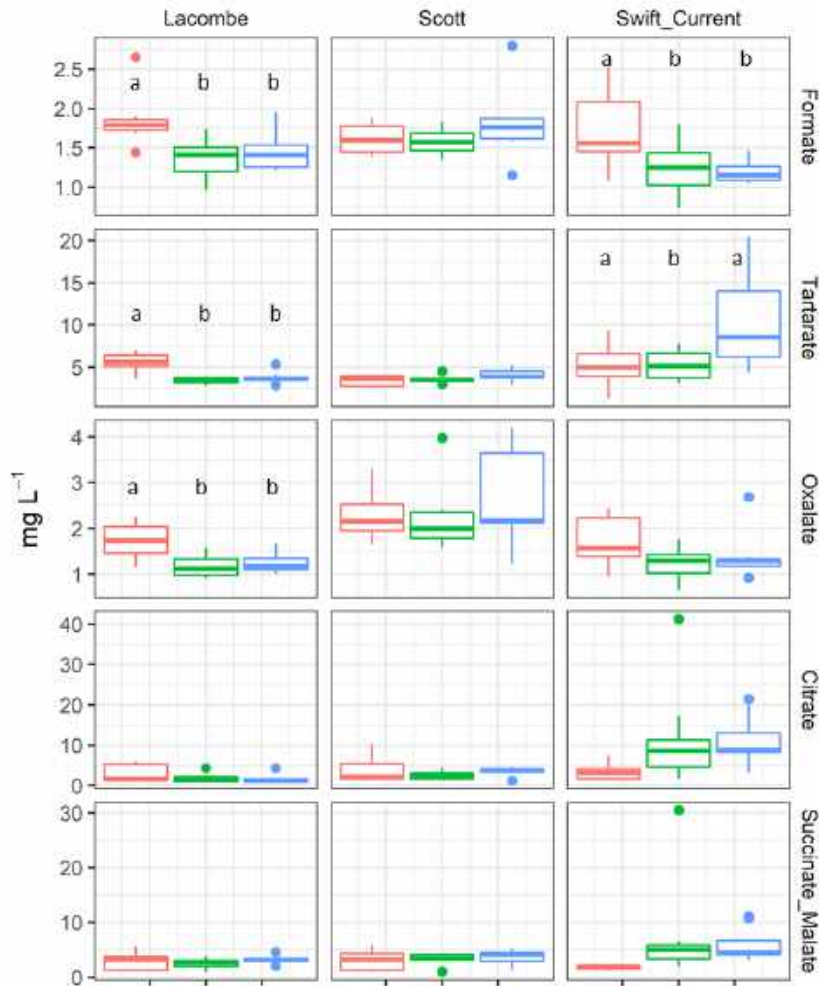 Lacombe Scott Swift_Current
2.5
2.0
1.5
1.0
a b b
a b b
Formate
20
15
10
5
a b b
a b a
Tartarate
4
3
2
1
a b b
Oxalate
mg L⁻¹
40
30
20
10
0
Citrate
30
20
10
0
Succinate_Malate